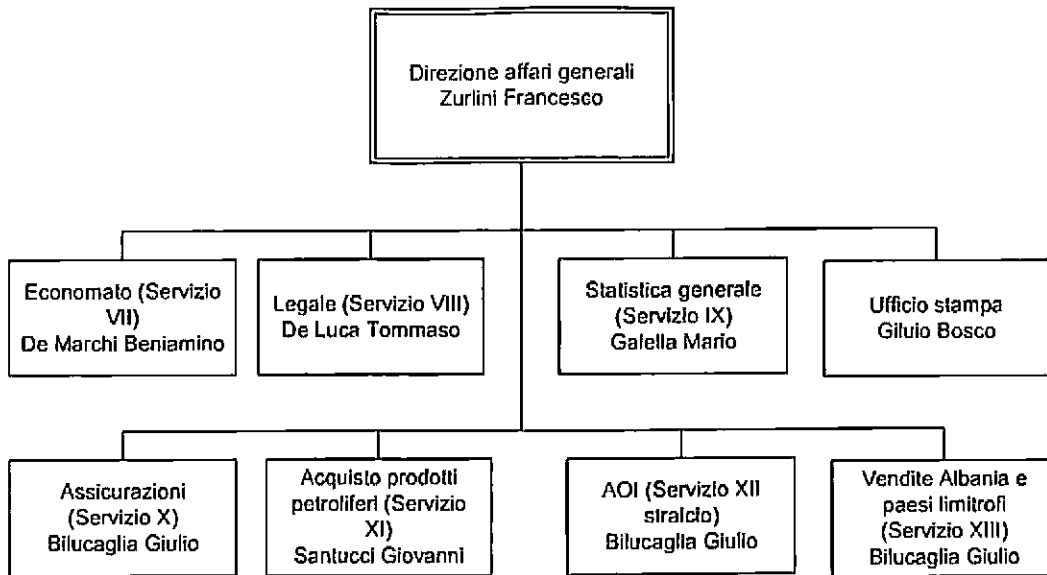 Direzione affari generali
Zurlini Francesco
Economato (Servizio
VII)
De Marchi Beniamino
Legale (Servizio VIII)
De Luca Tommaso
Statistica generale
(Servizio IX)
Galella Mario
Ufficio stampa
Giluio Bosco
Assicurazioni
(Servizio X)
Bilucaglia Giulio
Acquisto prodotti
petroliferi (Servizio
XI)
Santucci Giovanni
AOI (Servizio XII
stralcio)
Bilucaglia Giulio
Vendite Albania e
paesi limitrofi
(Servizio XIII)
Bilucaglia Giulio